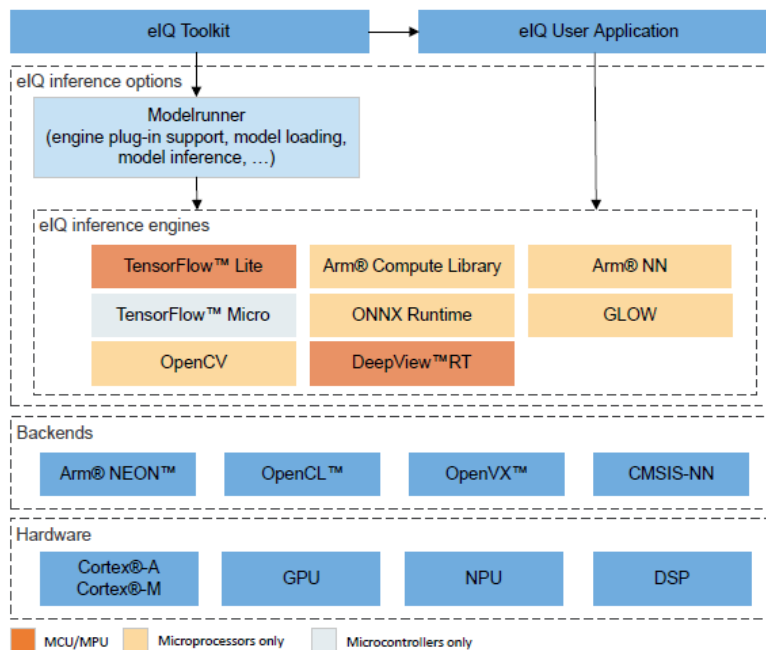 eIQ Toolkit
eIQ User Application
eIQ inference options
Modelrunner
(engine plug-in support, model loading,
model inference, …)
eIQ inference engines
TensorFlow™ Lite
Arm® Compute Library
Arm® NN
TensorFlow™ Micro
ONNX Runtime
GLOW
OpenCV
DeepView™RT
Backends
Arm® NEON™
OpenCL™
OpenVX™
CMSIS-NN
Hardware
Cortex®-A
Cortex®-M
GPU
NPU
DSP
MCU/MPU
Microprocessors only
Microcontrollers only